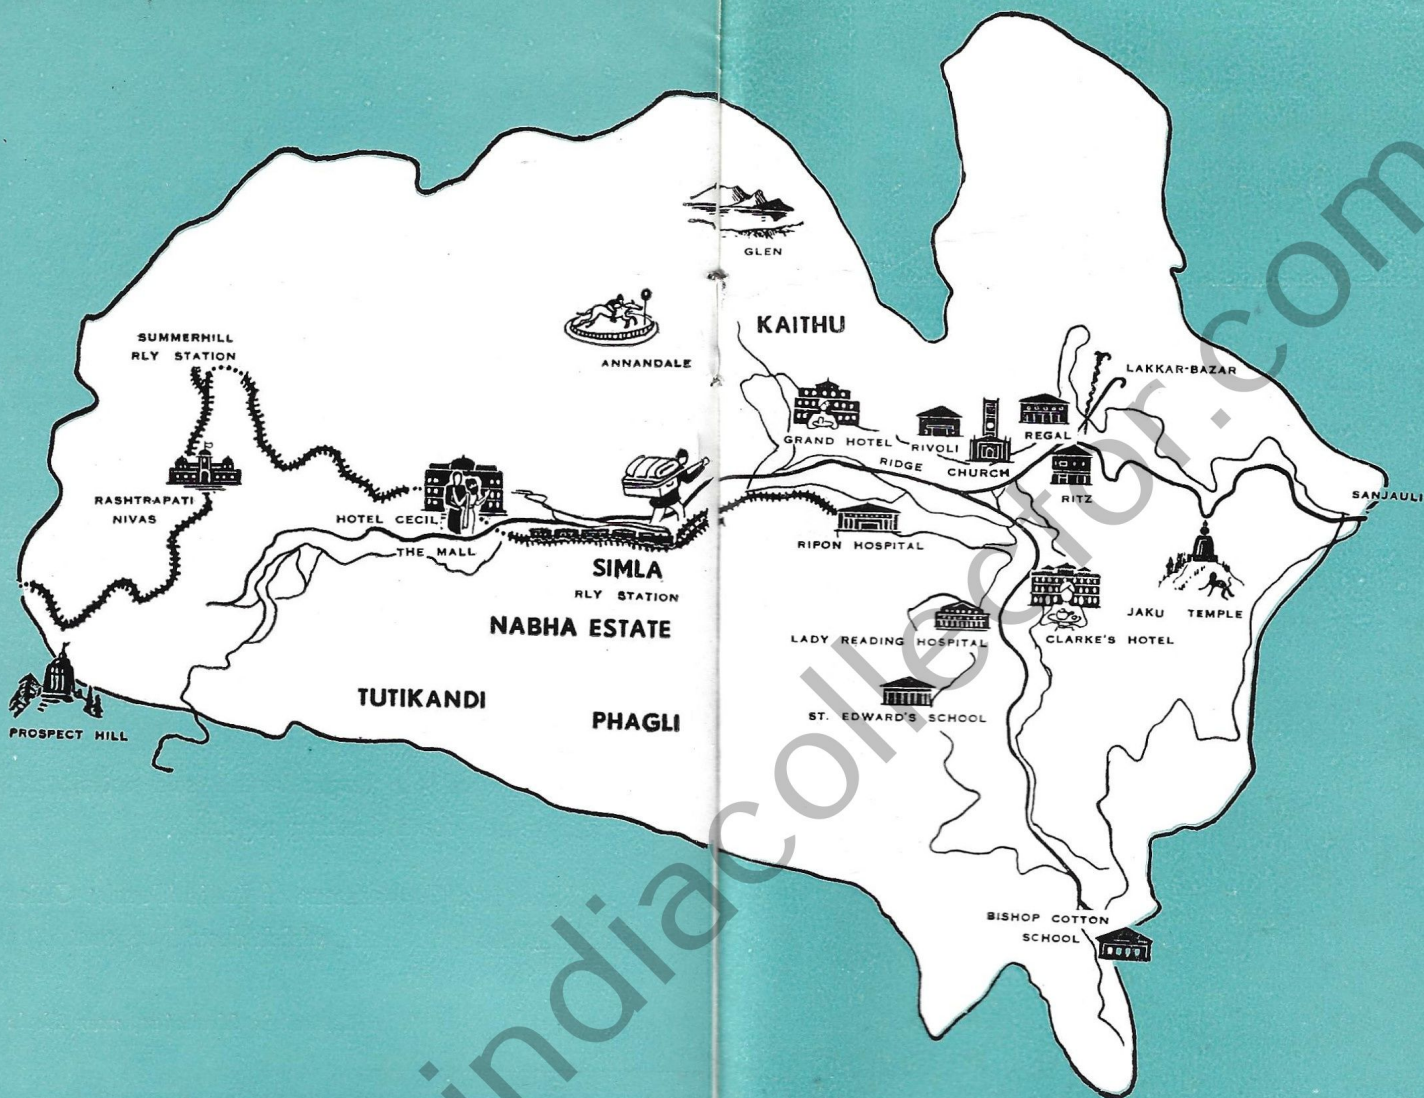 GLEN
KAITHU
SUMMERHILL
RLY STATION
ANNANDALE
LAKKAR-BAZAR
GRAND HOTEL
RIVOLI
REGAL
RIDGE
CHURCH
RITZ
SANJAULI
RASHTRAPATI
NIVAS
HOTEL CECIL
THE MALL
RIPON HOSPITAL
SIMLA
RLY STATION
NABHA ESTATE
JAKU TEMPLE
LADY READING HOSPITAL
CLARKE'S HOTEL
TUTIKANDI
PHAGLI
ST. EDWARD'S SCHOOL
PROSPECT HILL
BISHOP COTTON
SCHOOL
indiacollector.com